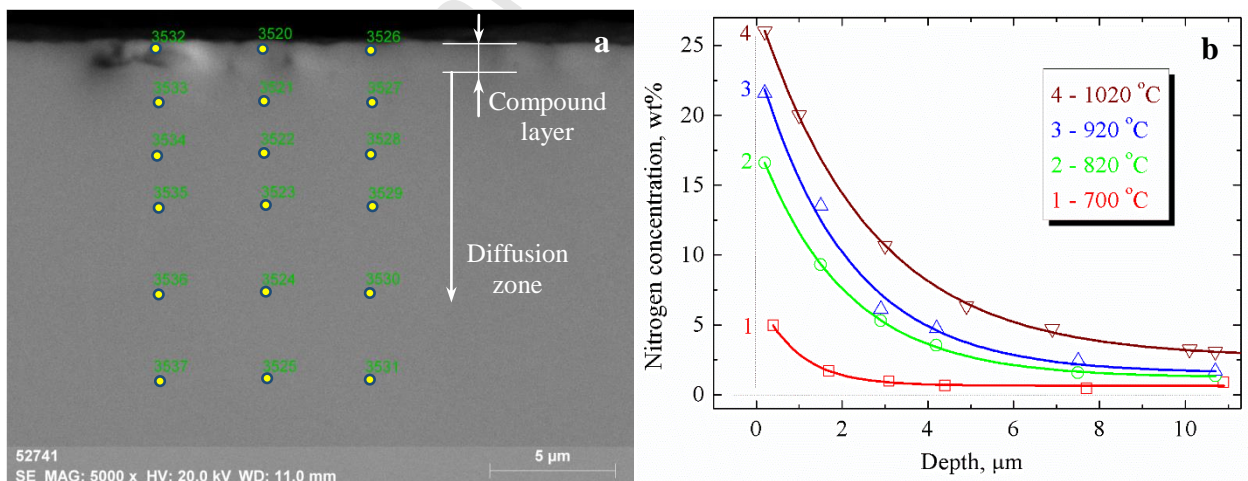 a
3532 3520 3526
3533 3521 3527
Compound
layer
3534 3522 3528
3535 3523 3529
Diffusion
zone
3536 3524 3530
3537 3525 3531
52741
SE MAG: 5000 x HV: 20.0 kV WD: 11.0 mm
5 μm
b
Nitrogen concentration, wt%
25
20
15
10
5
0
4
3
2
1
4 - 1020 °C
3 - 920 °C
2 - 820 °C
1 - 700 °C
0 2 4 6 8 10
Depth, μm